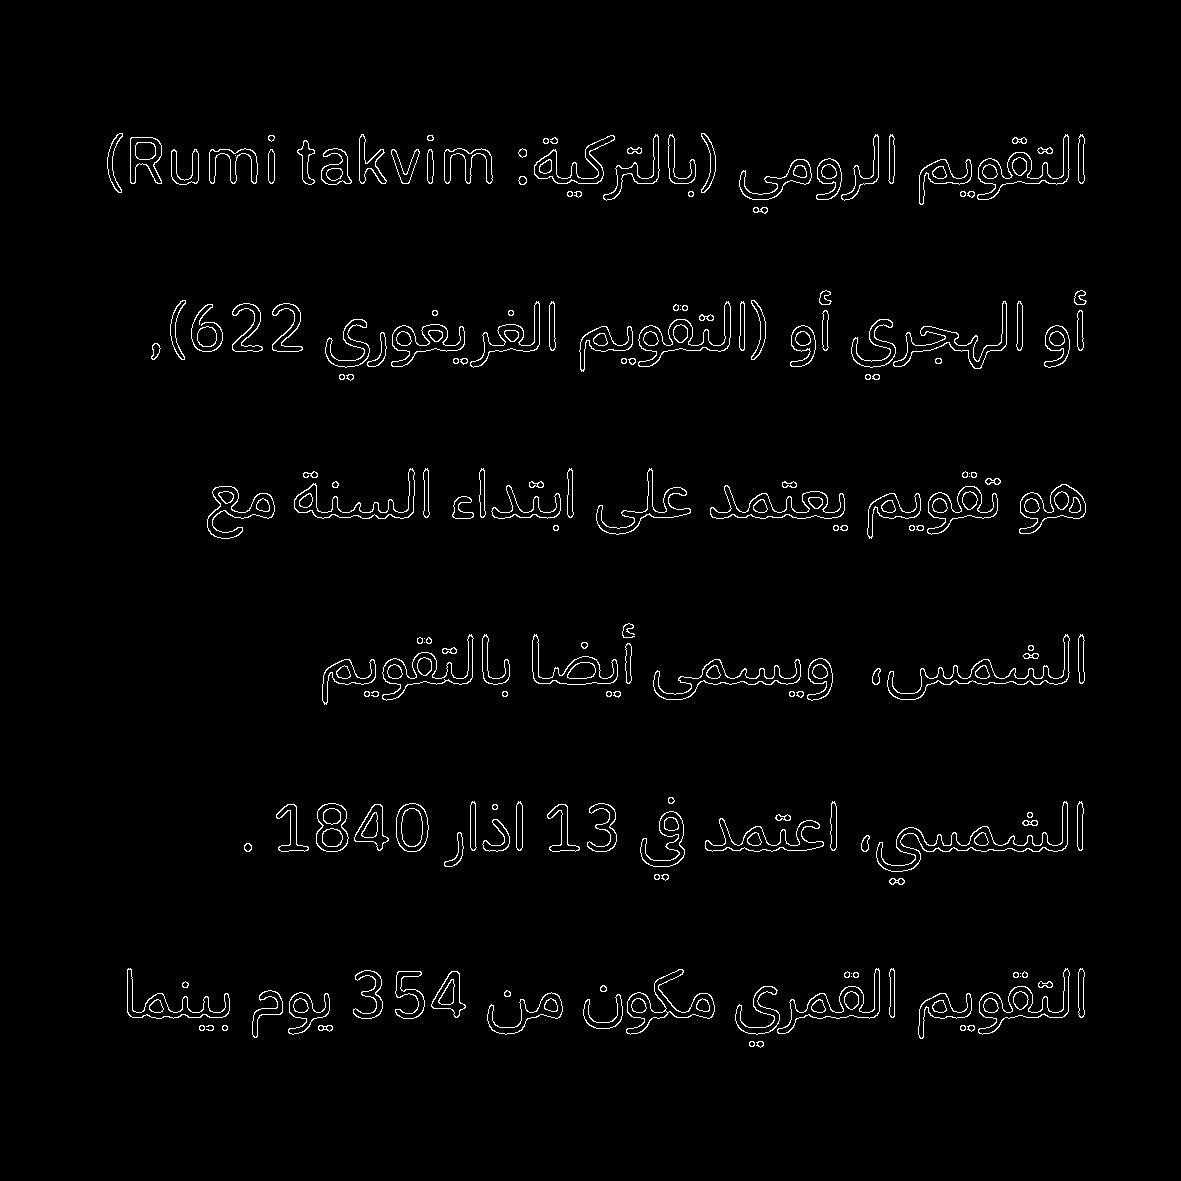 التقويم الرومي (بالتركية: Rumi takvim)
أو الهجري أو (التقويم الغريغوري 622),
هو تقويم يعتمد على ابتداء السنة مع
الشمس،  ويسمى أيضا بالتقويم
الشمسي، اعتمد في 13 اذار 1840 .
التقويم القمري مكون من 354 يوم بينما